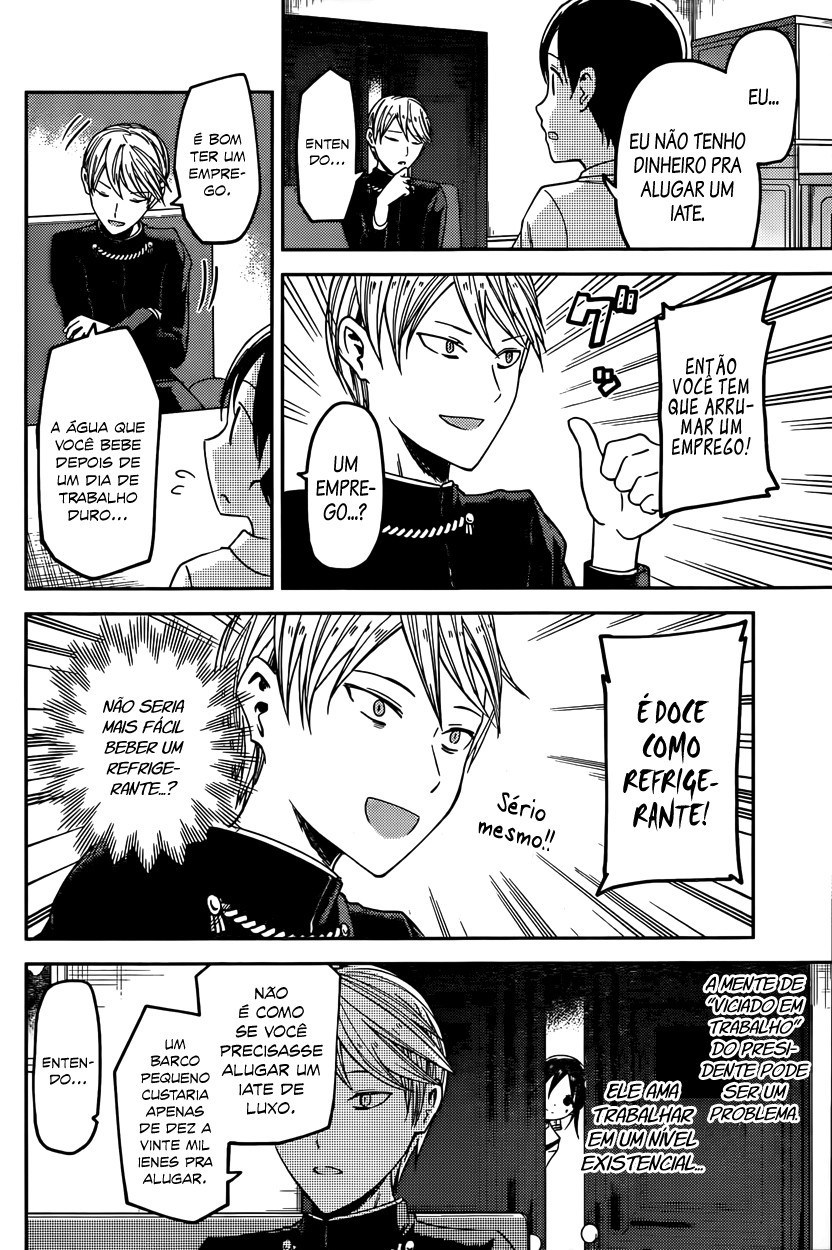 EU...
EU NÃO TENHO
DINHEIRO PRA
ALUGAR UM
IATE.
ENTEN
DO...
ENTÃO
VOCÊ TEM
QUE ARRU-
MAR UM
EMPREGO!
グッ
UM
EMPRE-
GO...?
É BOM
TER UM
EMPRE-
GO.
A ÁGUA QUE
VOCÊ BEBE
DEPOIS DE
UM DIA DE
TRABALHO
DURO...
É DOCE
COMO
REFRIGE-
RANTE!
Sério
mesmo!!
NÃO SERIA
MAIS FÁCIL
BEBER UM
REFRIGE-
RANTE...?
A MENTE DE
"VICIADO EM
TRABALHO"
DO PRESI-
DENTE PODE
SER UM
PROBLEMA.
ELE AMA
TRABALHAR
EM UM NÍVEL
EXISTENCIAL...
NÃO
É COMO
SE VOCÊ
PRECISASSE
ALUGAR UM
IATE DE
LUXO.
UM
BARCO
PEQUENO
CUSTARIA
APENAS
DE DEZ A
VINTE MIL
IENES PRA
ALUGAR.
ENTEN-
DO...